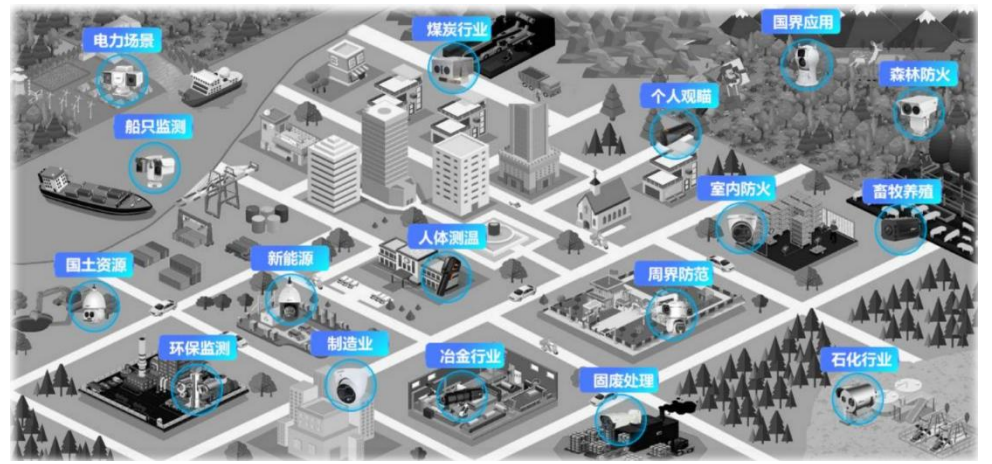 电力场景
煤炭行业
国界应用
森林防火
个人观瞄
船只监测
室内防火
畜牧养殖
人体测温
国土资源
新能源
周界防范
环保监测
制造业
冶金行业
固废处理
石化行业